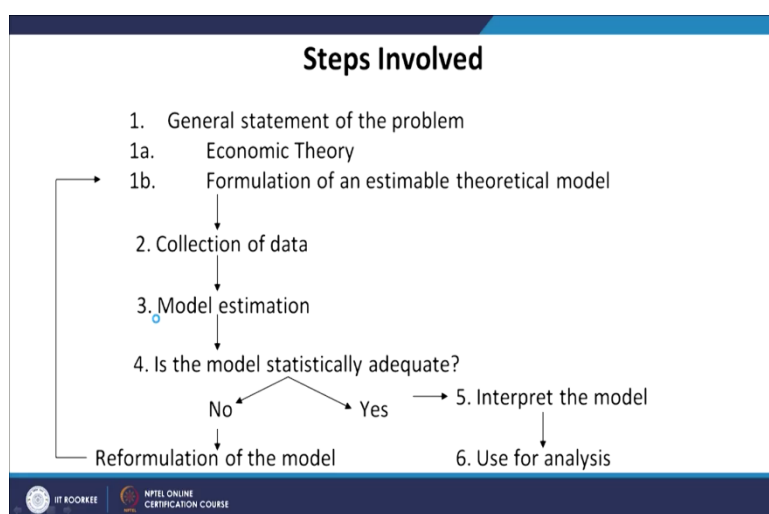 Steps Involved
1. General statement of the problem
1a. Economic Theory
1b. Formulation of an estimable theoretical model
2. Collection of data
3. Model estimation
4. Is the model statistically adequate?
No
Yes
5. Interpret the model
Reformulation of the model
6. Use for analysis
IIT ROORKEE
NPTEL ONLINE
CERTIFICATION COURSE